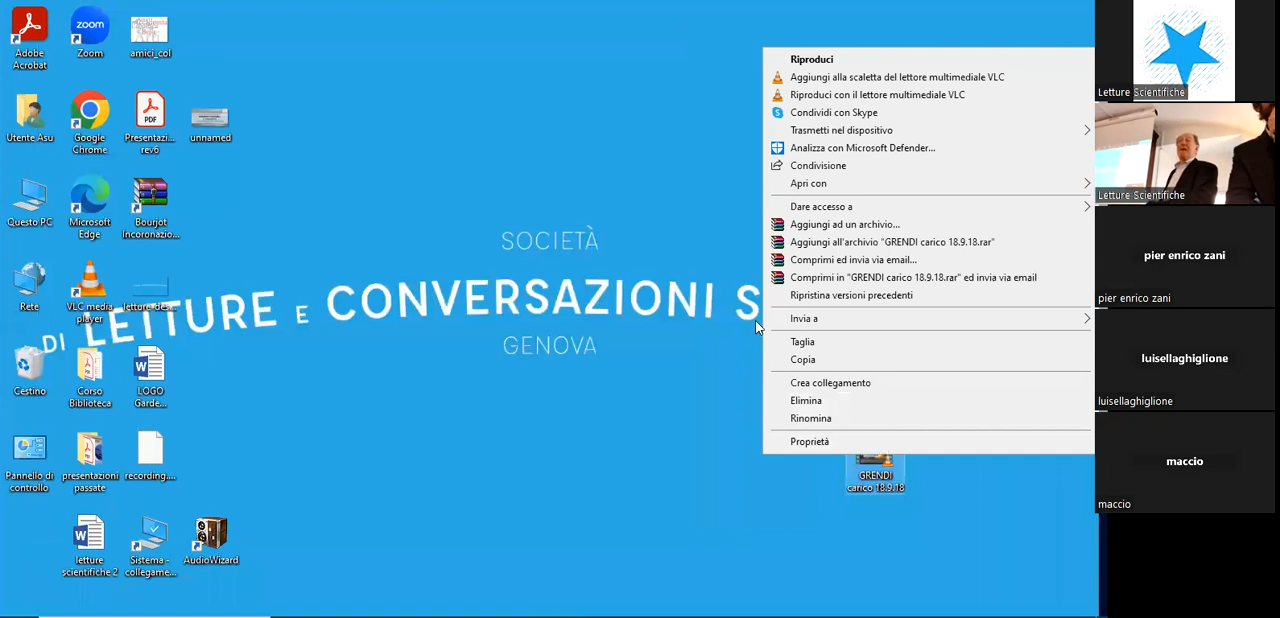 Adobe
Acrobat
Zoom
amici_col
Utente Asu
Google
Chrome
Presentazi...
rev6
unnamed
Questo PC
Microsoft
Edge
Bourjot
Incoronazio...
Rete
VLC media
player
Cestino
Corso
Biblioteca
LOGO
Garde...
Pannello di
controllo
presentazioni
passate
recording....
letture
scientifiche 2
Sistema -
collegame...
AudioWizard
zoom
PDF
SOCIETÀ
DI LETTURE E CONVERSAZIONI S
GENOVA
Riproduci
Aggiungi alla scaletta del lettore multimediale VLC
Riproduci con il lettore multimediale VLC
Condividi con Skype
Trasmetti nel dispositivo
Analizza con Microsoft Defender...
Condivisione
Apri con
Dare accesso a
Aggiungi ad un archivio...
Aggiungi all'archivio "GRENDI carico 18.9.18.rar"
Comprimi ed invia via email...
Comprimi in "GRENDI carico 18.9.18.rar" ed invia via email
Ripristina versioni precedenti
Invia a
Taglia
Copia
Crea collegamento
Elimina
Rinomina
Proprietà
GRENDI
carico 18.9.18
Letture Scientifiche
Letture Scientifiche
pier enrico zani
pier enrico zani
luisellaghiglione
luisellaghiglione
maccio
maccio